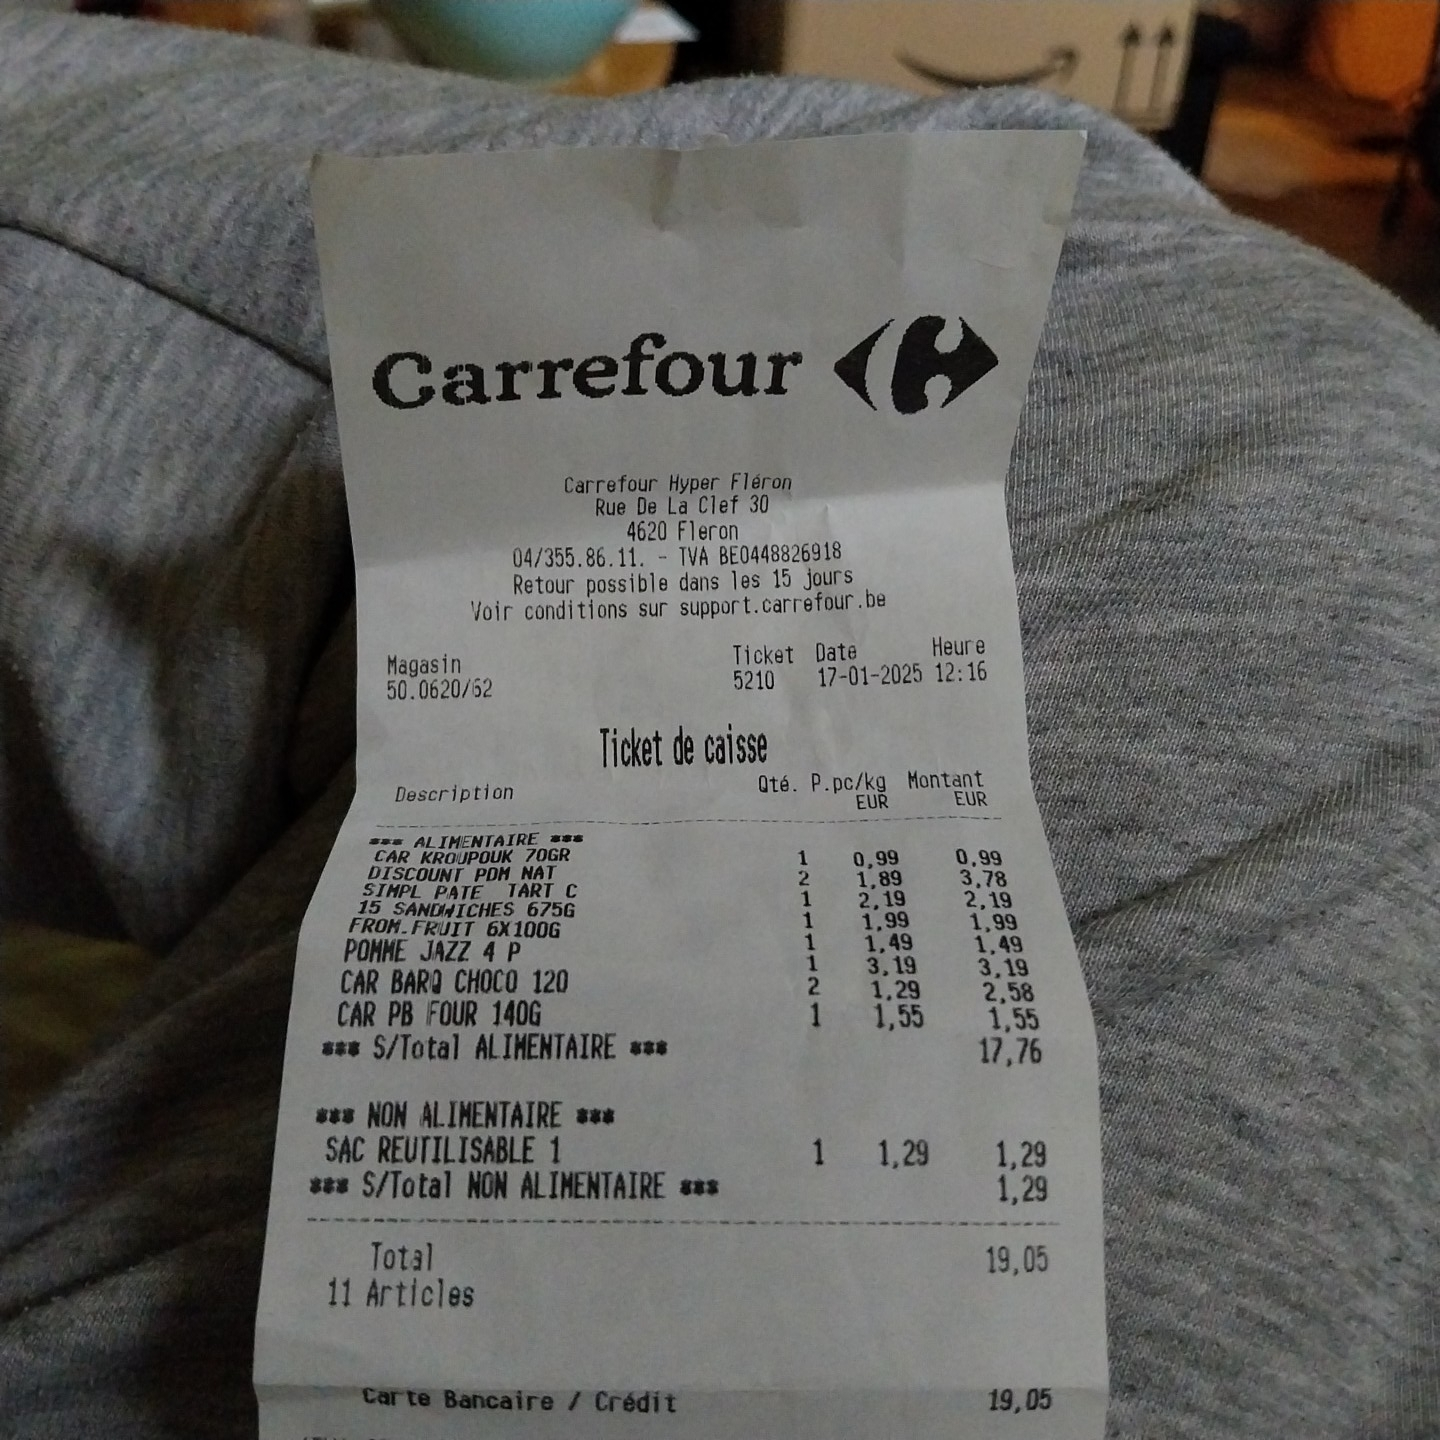 Carrefour
Carrefour Hyper Fléron
Rue De La Clef 30
4620 Fleron
04/355.86.11. - TVA BE0448826918
Retour possible dans les 15 jours
Voir conditions sur support.carrefour.be
Magasin Ticket Date Heure
50.0620/62 5210 17-01-2025 12:16
Ticket de caisse
Description Qté. P.pc/kg Montant
EUR EUR
*** ALIMENTAIRE ***
CAR KROUPOUK 70GR 1 0,99 0,99
DISCOUNT PDM NAT 2 1,89 3,78
SIMPL PATE TART C 1 2,19 2,19
15 SANDWICHES 675G 1 1,99 1,99
FROM.FRUIT 6X100G 1 1,49 1,49
POMME JAZZ 4 P 1 3,19 3,19
CAR BARQ CHOCO 120 2 1,29 2,58
CAR PB FOUR 140G 1 1,55 1,55
*** S/Total ALIMENTAIRE *** 17,76
*** NON ALIMENTAIRE ***
SAC REUTILISABLE 1 1 1,29 1,29
*** S/Total NON ALIMENTAIRE *** 1,29
Total 19,05
11 Articles
Carte Bancaire / Crédit 19,05